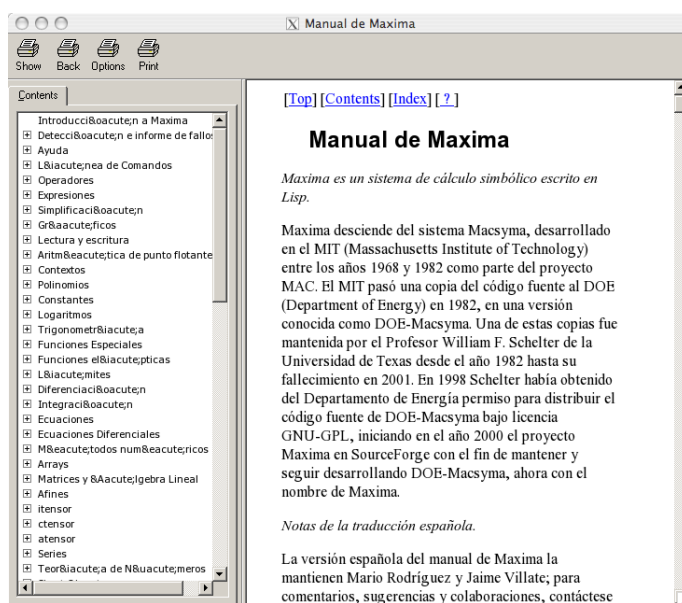 Manual de Maxima
Show Back Options Print
Contents
Introducci&oacute;n a Maxima
Detecci&oacute;n e informe de fallos
Ayuda
L&iacute;nea de Comandos
Operadores
Expresiones
Simplificaci&oacute;n
Gr&aacute;ficos
Lectura y escritura
Aritm&eacute;tica de punto flotante
Contextos
Polinomios
Constantes
Logaritmos
Trigonometr&iacute;a
Funciones Especiales
Funciones el&iacute;pticas
L&iacute;mites
Diferenciaci&oacute;n
Integraci&oacute;n
Ecuaciones
Ecuaciones Diferenciales
M&eacute;todos num&eacute;ricos
Arrays
Matrices y &Aacute;lgebra Lineal
Afines
itensor
ctensor
atensor
Series
Teor&iacute;a de N&uacute;meros
[Top] [Contents] [Index] [ ? ]
Manual de Maxima
Maxima es un sistema de cálculo simbólico escrito en
Lisp.
Maxima desciende del sistema Macsyma, desarrollado
en el MIT (Massachusetts Institute of Technology)
entre los años 1968 y 1982 como parte del proyecto
MAC. El MIT pasó una copia del código fuente al DOE
(Department of Energy) en 1982, en una versión
conocida como DOE-Macsyma. Una de estas copias fue
mantenida por el Profesor William F. Schelter de la
Universidad de Texas desde el año 1982 hasta su
fallecimiento en 2001. En 1998 Schelter había obtenido
del Departamento de Energía permiso para distribuir el
código fuente de DOE-Macsyma bajo licencia
GNU-GPL, iniciando en el año 2000 el proyecto
Maxima en SourceForge con el fin de mantener y
seguir desarrollando DOE-Macsyma, ahora con el
nombre de Maxima.
Notas de la traducción española.
La versión española del manual de Maxima la
mantienen Mario Rodríguez y Jaime Villate; para
comentarios, sugerencias y colaboraciones, contáctese